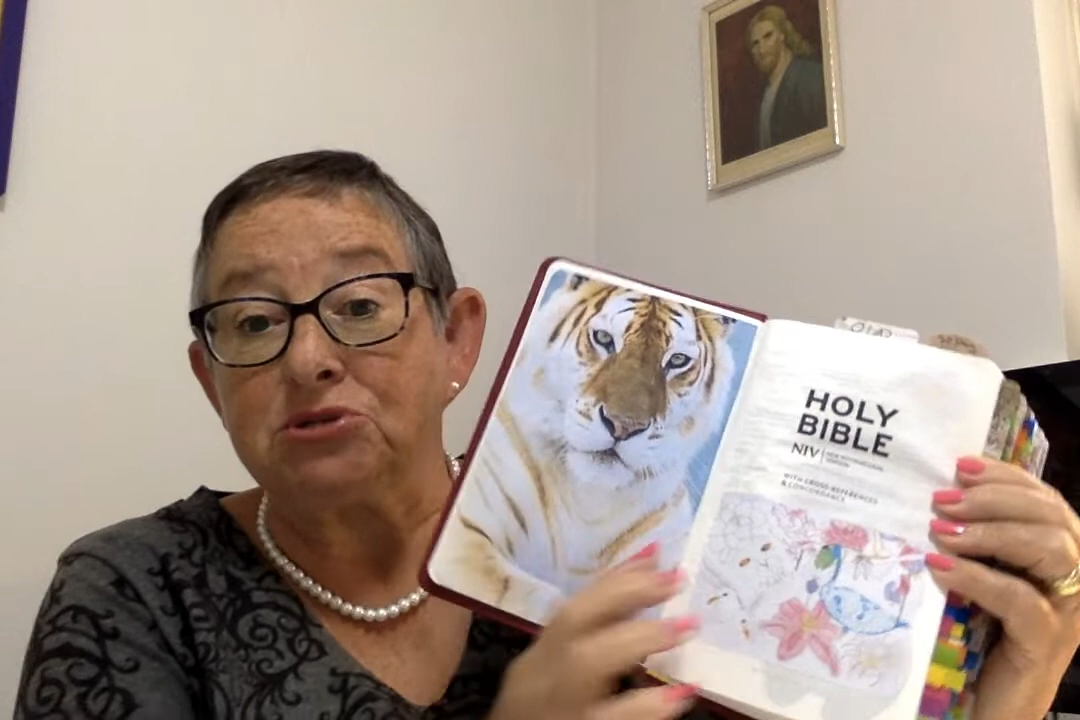 HOLY
BIBLE
NIV NEW INTERNATIONAL
VERSION
WITH CROSS-REFERENCES
& CONCORDANCE